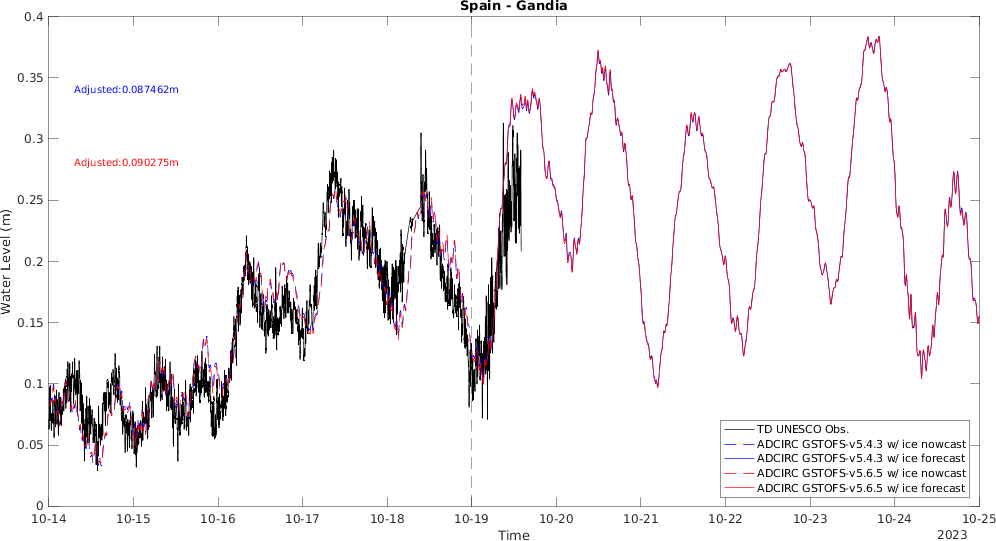 Spain - Gandia
0.4
0.35
0.3
0.25
0.2
0.15
0.1
0.05
0
Water Level (m)
Adjusted:0.087462m
Adjusted:0.090275m
TD UNESCO Obs.
ADCIRC GSTOFS-v5.4.3 w/ ice nowcast
ADCIRC GSTOFS-v5.4.3 w/ ice forecast
ADCIRC GSTOFS-v5.6.5 w/ ice nowcast
ADCIRC GSTOFS-v5.6.5 w/ ice forecast
10-14 10-15 10-16 10-17 10-18 10-19 10-20 10-21 10-22 10-23 10-24 10-25
Time
2023